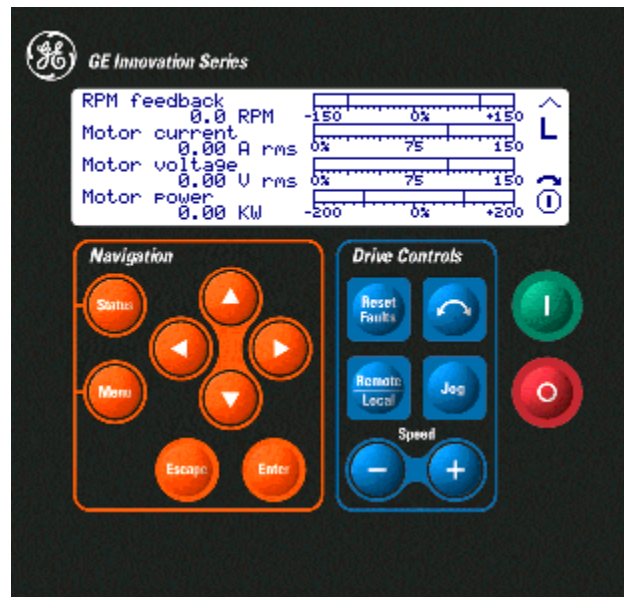 GE Innovation Series
RPM feedback
0.0 RPM -150 0% +150
Motor current
0.00 A rms 0% 75 150
Motor voltage
0.00 V rms 0% 75 150
Motor power
0.00 KW -200 0% +200
L
Navigation
Drive Controls
Status
Reset
Faults
I
Menu
Remote
Local
Jog
O
Speed
Escape
Enter
- +